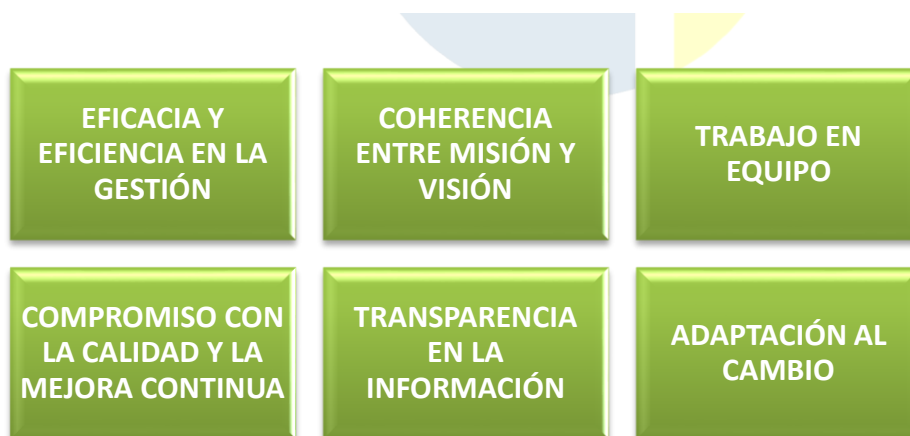 EFICACIA Y
EFICIENCIA EN LA
GESTIÓN
COHERENCIA
ENTRE MISIÓN Y
VISIÓN
TRABAJO EN
EQUIPO
COMPROMISO CON
LA CALIDAD Y LA
MEJORA CONTINUA
TRANSPARENCIA
EN LA
INFORMACIÓN
ADAPTACIÓN AL
CAMBIO